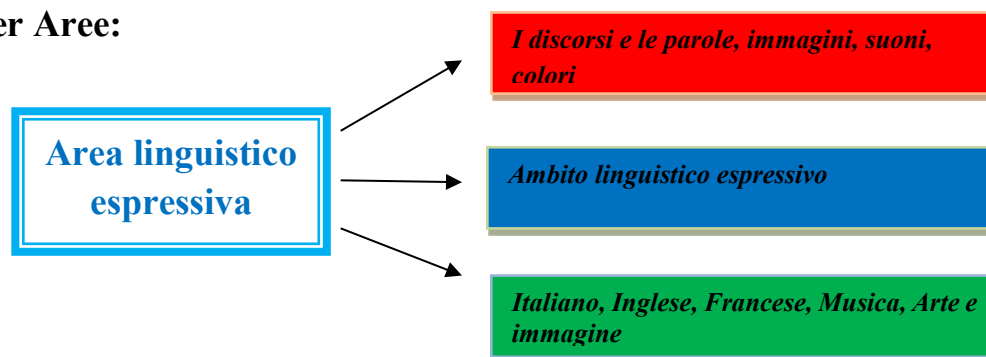 er Aree:
I discorsi e le parole, immagini, suoni,
colori
Area linguistico
espressiva
Ambito linguistico espressivo
Italiano, Inglese, Francese, Musica, Arte e
immagine